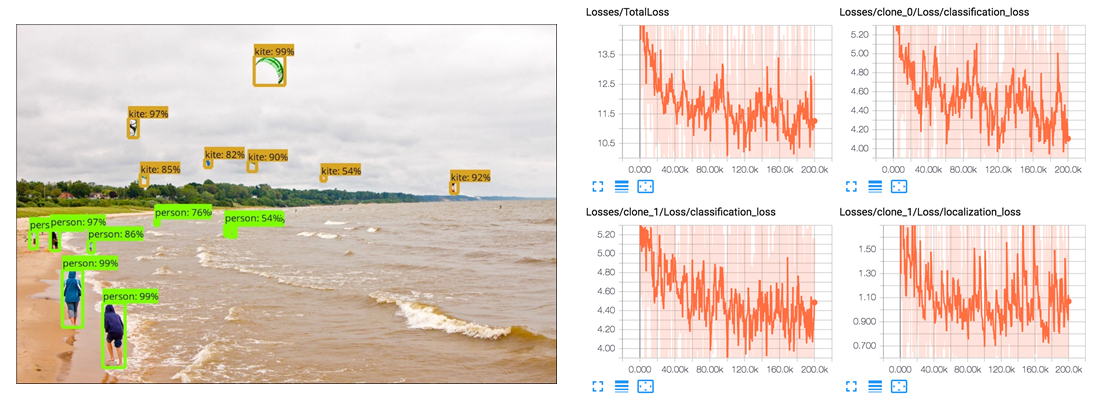 kite: 99%
kite: 97%
kite: 82%
kite: 90%
kite: 85%
kite: 54%
kite: 92%
person: 76%
person: 54%
pers
person: 97%
person: 86%
person: 99%
person: 99%
Losses/TotalLoss
13.5
12.5
11.5
10.5
0.000 40.00k 80.00k 120.0k 160.0k 200.0k
Losses/clone_0/Loss/classification_loss
5.20
5.00
4.80
4.60
4.40
4.20
4.00
0.000 40.00k 80.00k 120.0k 160.0k 200.0k
Losses/clone_1/Loss/classification_loss
5.20
5.00
4.80
4.60
4.40
4.20
4.00
0.000 40.00k 80.00k 120.0k 160.0k 200.0k
Losses/clone_1/Loss/localization_loss
1.50
1.30
1.10
0.900
0.700
0.000 40.00k 80.00k 120.0k 160.0k 200.0k